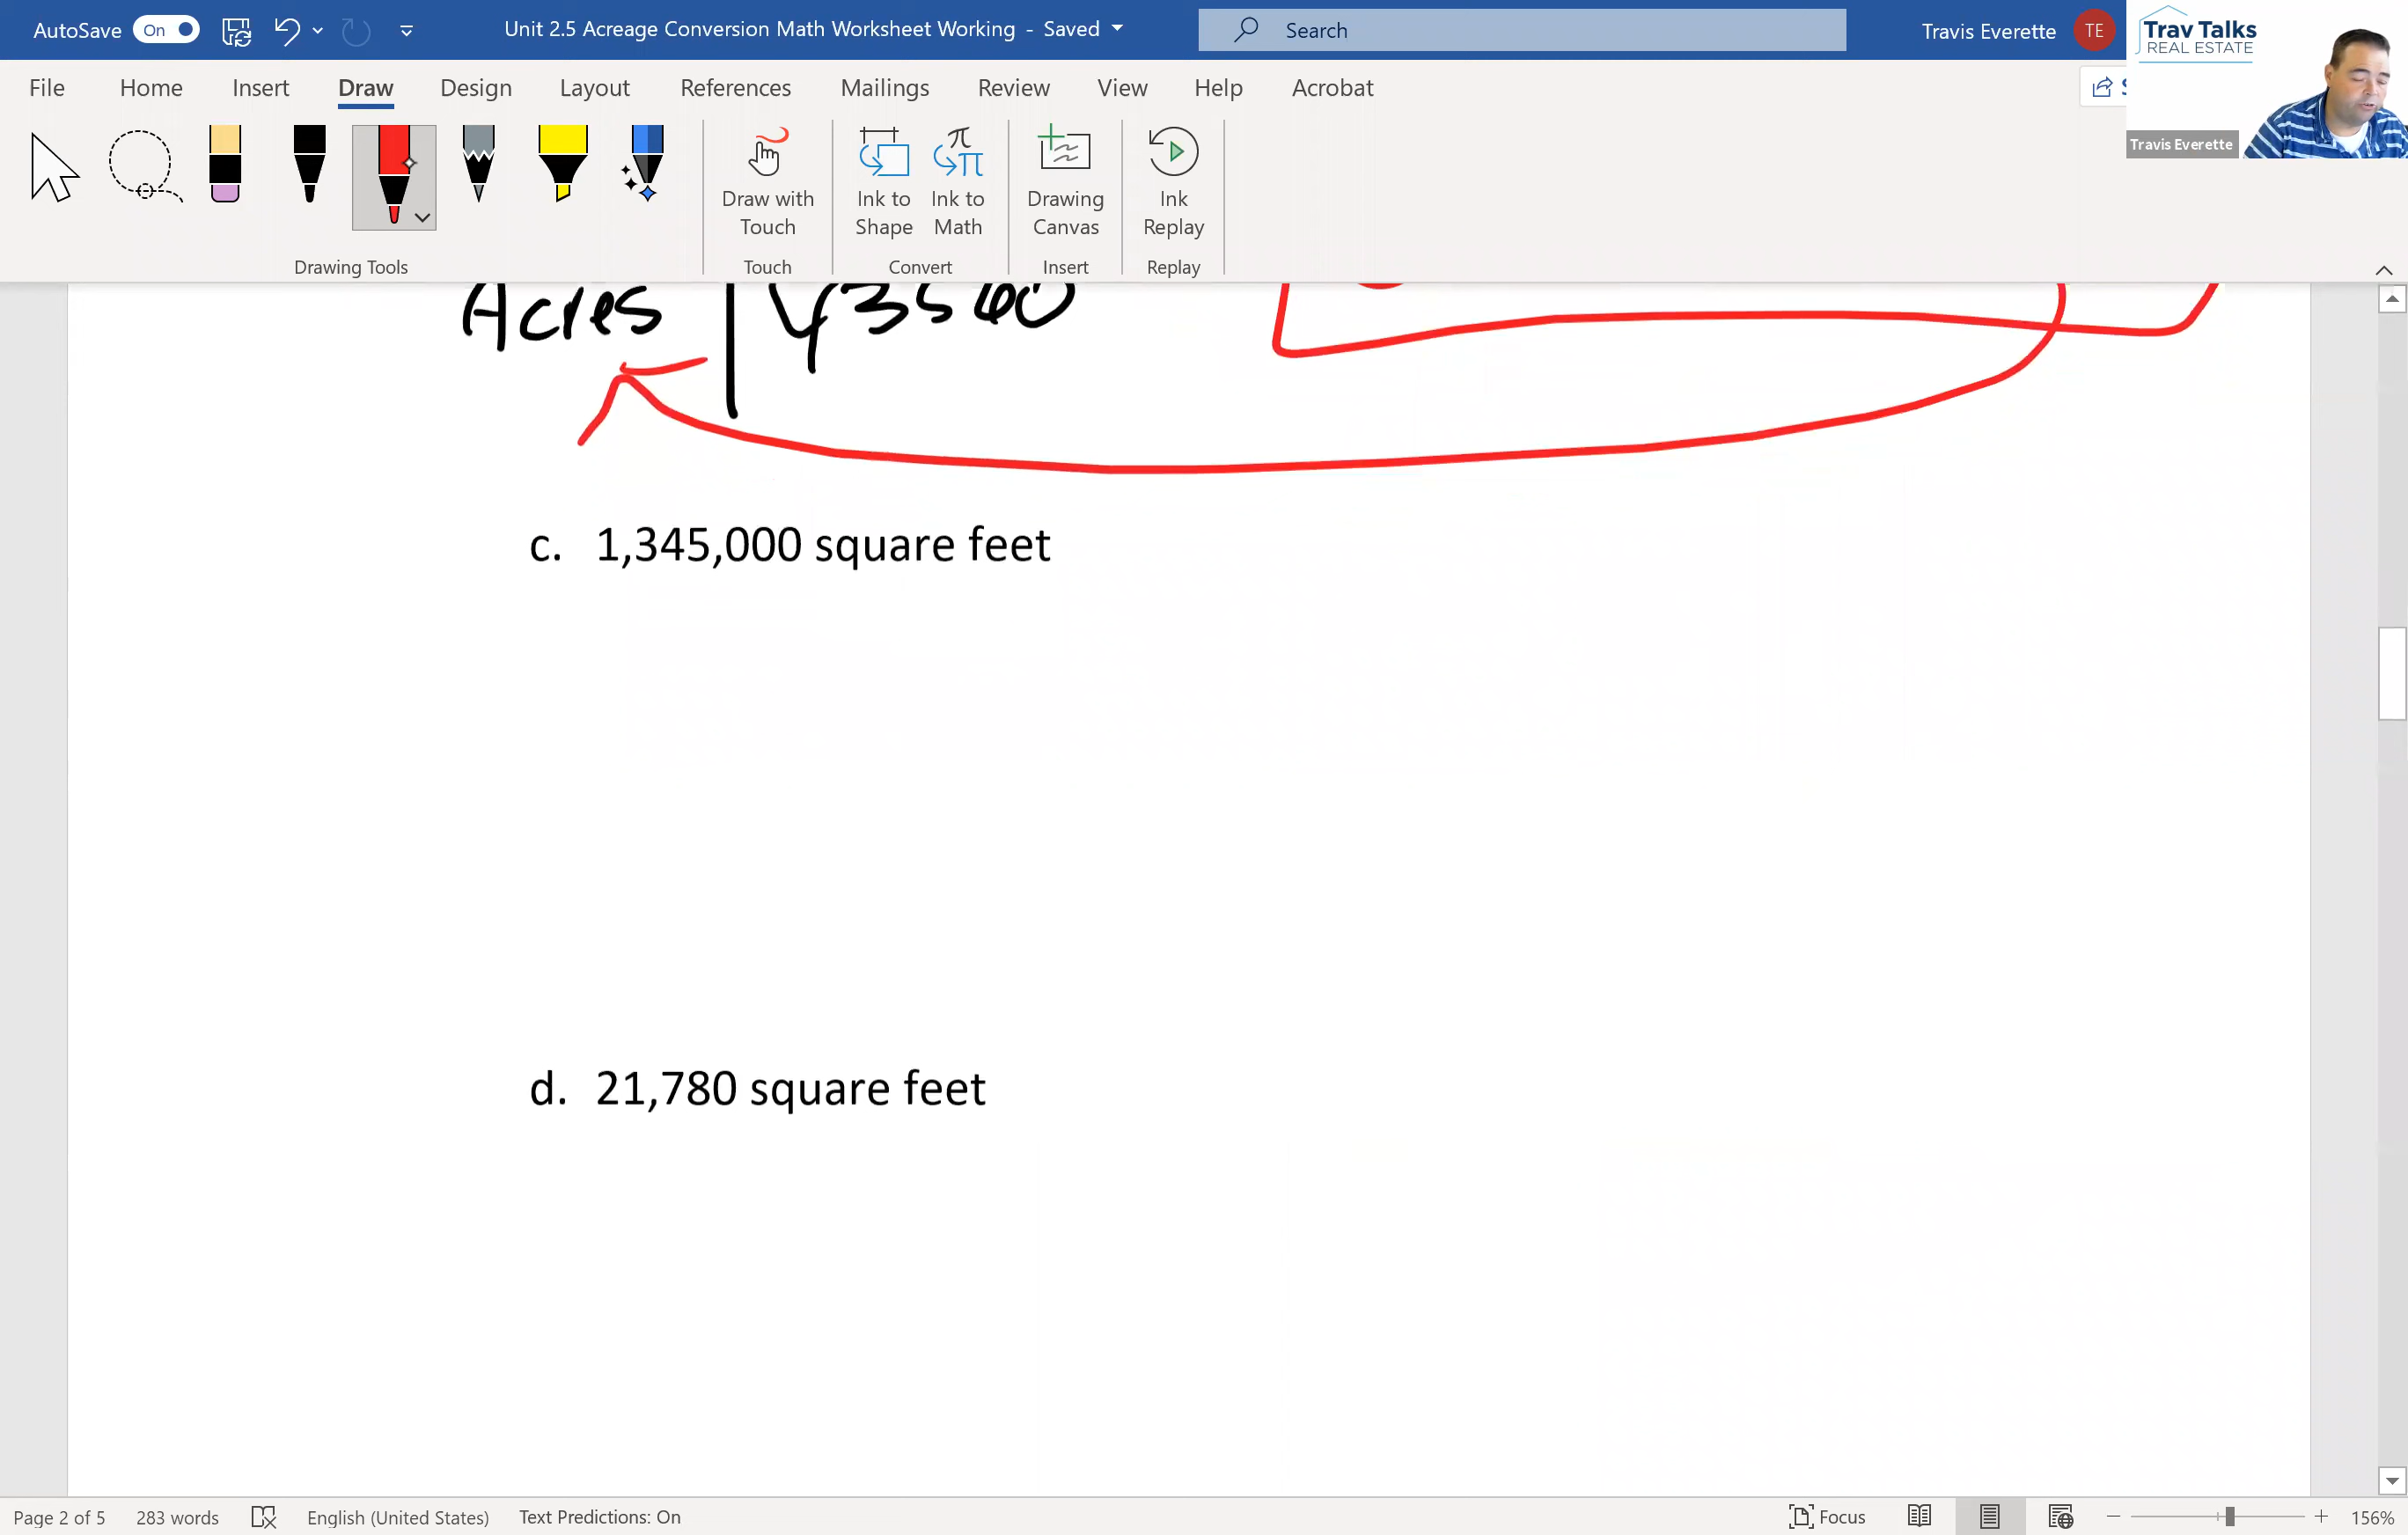 AutoSave On Unit 2.5 Acreage Conversion Math Worksheet Working - Saved Search Travis Everette TE
Trav Talks
REAL ESTATE
File Home Insert Draw Design Layout References Mailings Review View Help Acrobat
Travis Everette
Draw with Touch
Ink to Shape
Ink to Math
Drawing Canvas
Ink Replay
Drawing Tools Touch Convert Insert Replay
Acres 43560
c. 1,345,000 square feet
d. 21,780 square feet
Page 2 of 5 283 words English (United States) Text Predictions: On Focus 156%